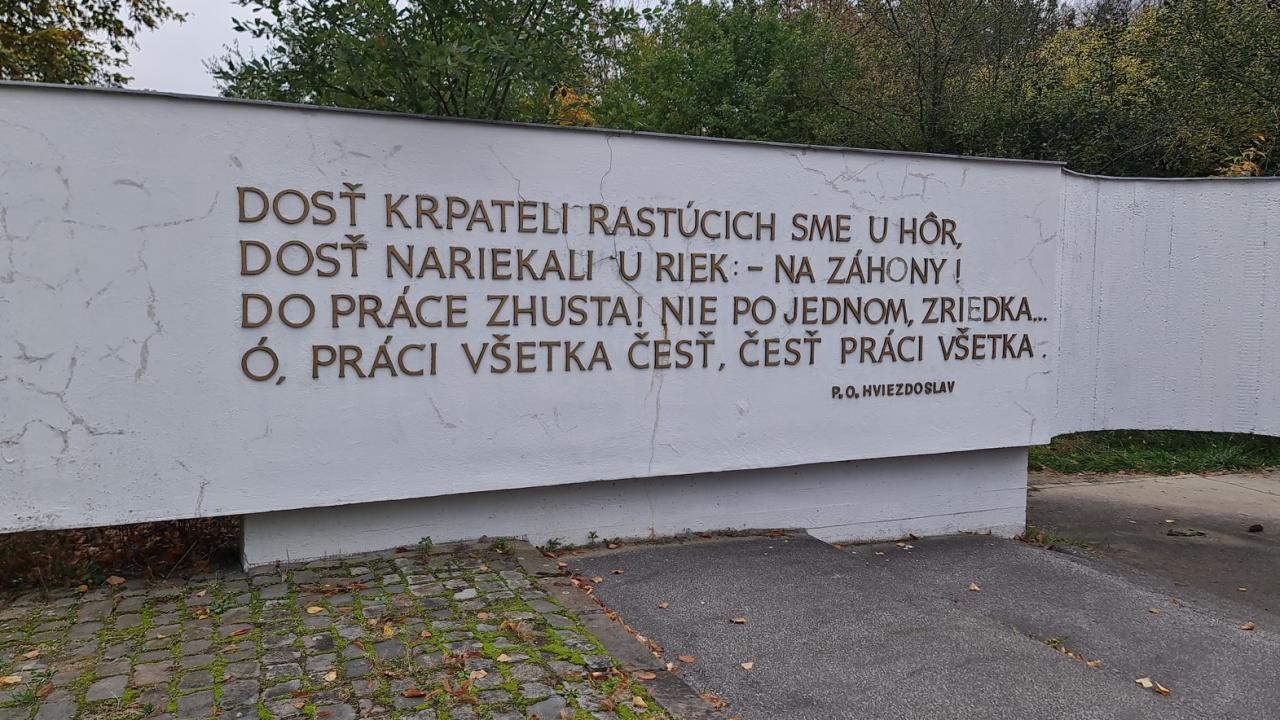 DOSŤ KRPATELI RASTÚCICH SME U HÔR,
DOSŤ NARIEKALI U RIEK: – NA ZÁHONY!
DO PRÁCE ZHUSTA! NIE PO JEDNOM, ZRIEDKA...
Ó, PRÁCI VŠETKA ČESŤ, ČESŤ PRÁCI VŠETKA.
P. O. HVIEZDOSLAV